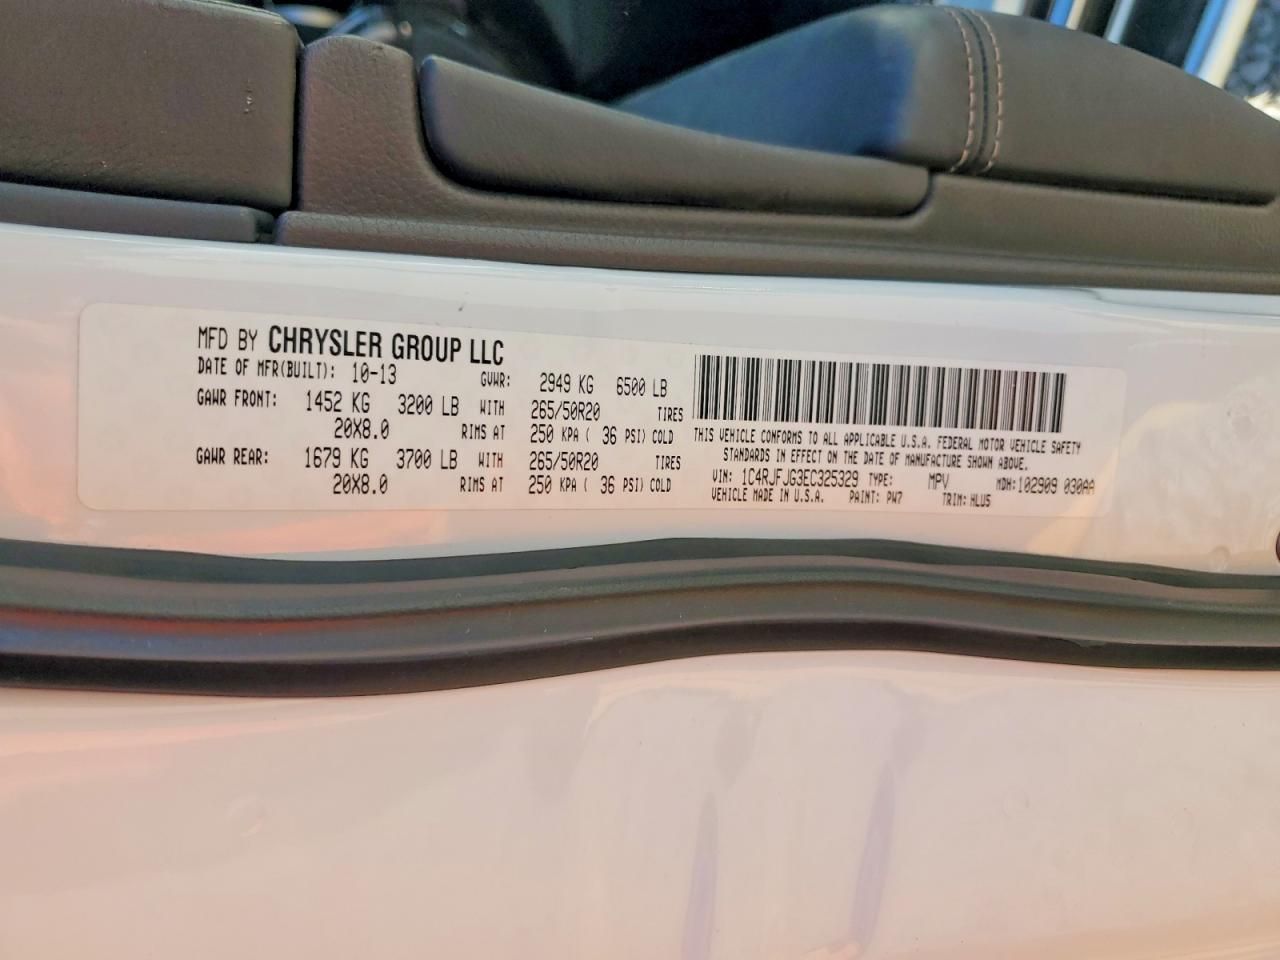 MFD BY CHRYSLER GROUP LLC
DATE OF MFR(BUILT): 10-13 GVWR: 2949 KG 6500 LB
GAWR FRONT: 1452 KG 3200 LB WITH 265/50R20 TIRES
20X8.0 RIMS AT 250 KPA ( 36 PSI) COLD
GAWR REAR: 1679 KG 3700 LB WITH 265/50R20 TIRES
20X8.0 RIMS AT 250 KPA ( 36 PSI) COLD
THIS VEHICLE CONFORMS TO ALL APPLICABLE U.S.A. FEDERAL MOTOR VEHICLE SAFETY
STANDARDS IN EFFECT ON THE DATE OF MANUFACTURE SHOWN ABOVE.
VIN: 1C4RJFJG3EC325329 TYPE: MPV MDH: 102909 030AA
VEHICLE MADE IN U.S.A. PAINT: PW7 TRIM: HLU5